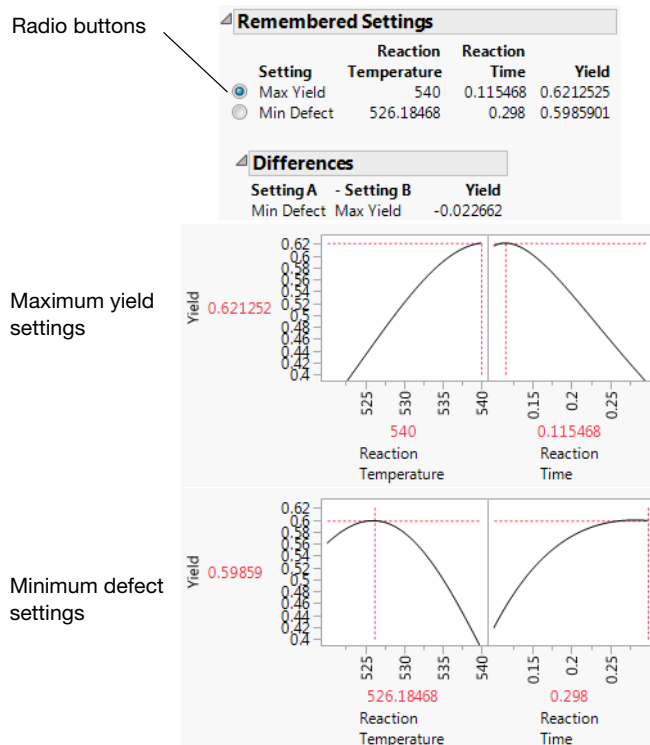 Radio buttons
Remembered Settings
Reaction Reaction
Setting Temperature Time Yield
Max Yield 540 0.115468 0.6212525
Min Defect 526.18468 0.298 0.5985901
Differences
Setting A - Setting B Yield
Min Defect Max Yield -0.022662
Maximum yield
settings
Yield
0.621252
0.62
0.6
0.58
0.56
0.54
0.52
0.5
0.48
0.46
0.44
0.42
0.4
525 530 535 540 0.15 0.2 0.25
540 0.115468
Reaction Reaction
Temperature Time
Minimum defect
settings
Yield
0.59859
0.62
0.6
0.58
0.56
0.54
0.52
0.5
0.48
0.46
0.44
0.42
0.4
525 530 535 540 0.15 0.2 0.25
526.18468 0.298
Reaction Reaction
Temperature Time